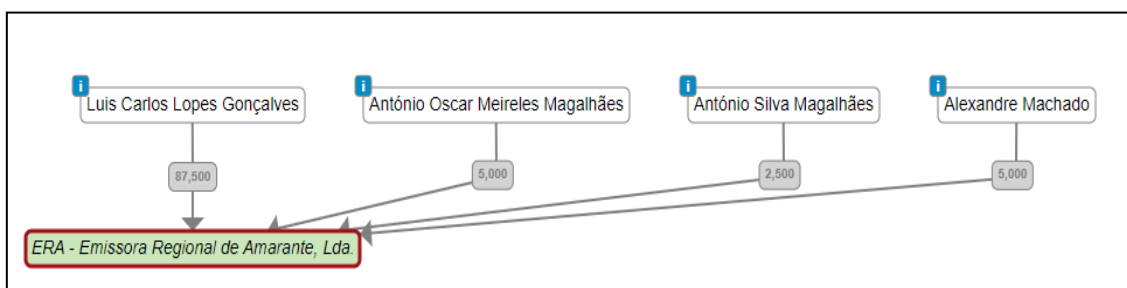 i
i
i
i
Luis Carlos Lopes Gonçalves
António Oscar Meireles Magalhães
António Silva Magalhães
Alexandre Machado
87,500
5,000
2,500
5,000
ERA - Emissora Regional de Amarante, Lda.